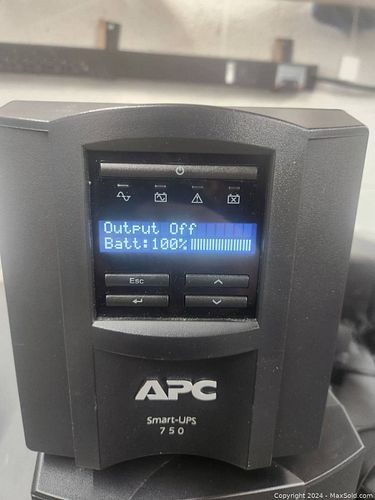 Output Off
Batt:100%
Esc
APC
Smart-UPS
750
Copyright © 2024 - MaxSold.com